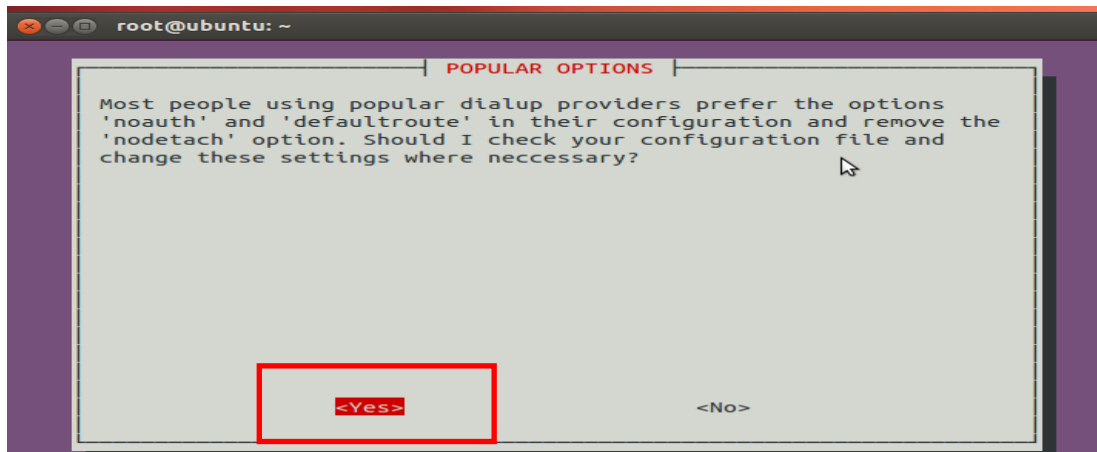 root@ubuntu: ~
POPULAR OPTIONS
Most people using popular dialup providers prefer the options
'noauth' and 'defaultroute' in their configuration and remove the
'nodetach' option. Should I check your configuration file and
change these settings where neccessary?
<Yes> <No>